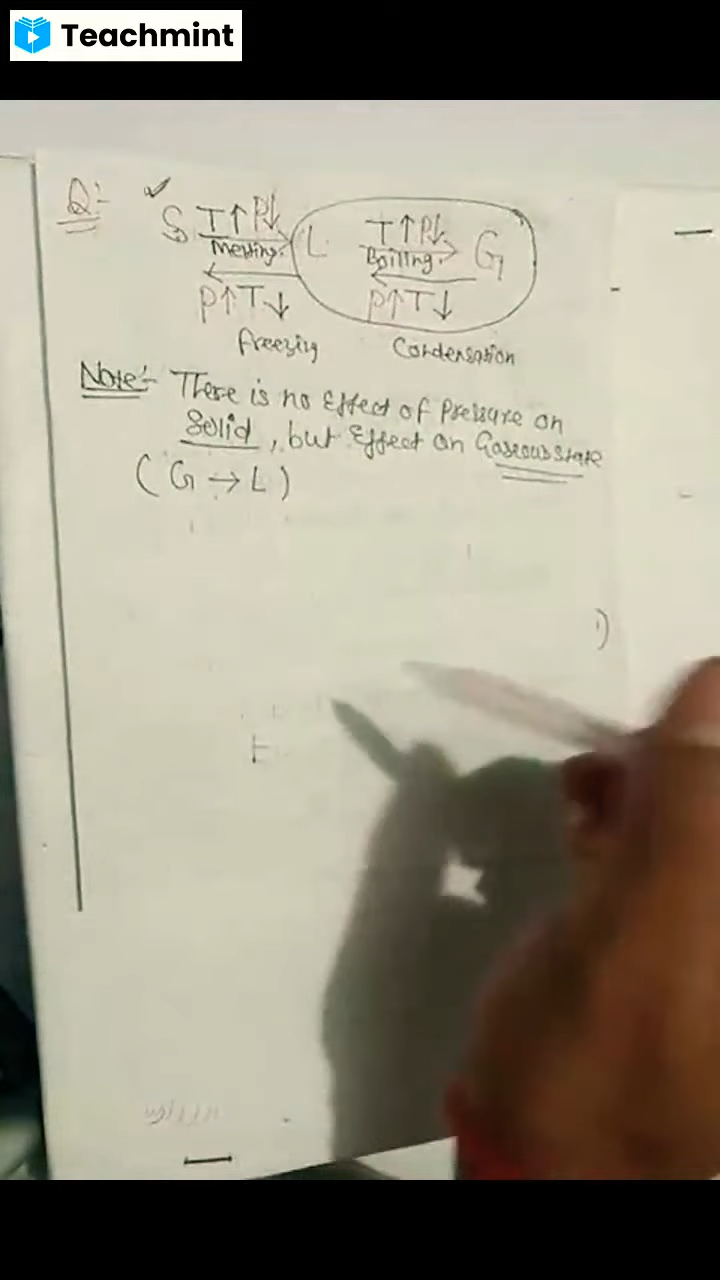 Teachmint
Q:-
S T↑ P↓ L T↑ P↓ G
Melting. Boiling.
P↑ T↓ P↑ T↓
freezing Condensation
Note:- There is no Effect of Pressure on
Solid, but Effect on Gaseous state
(G → L)